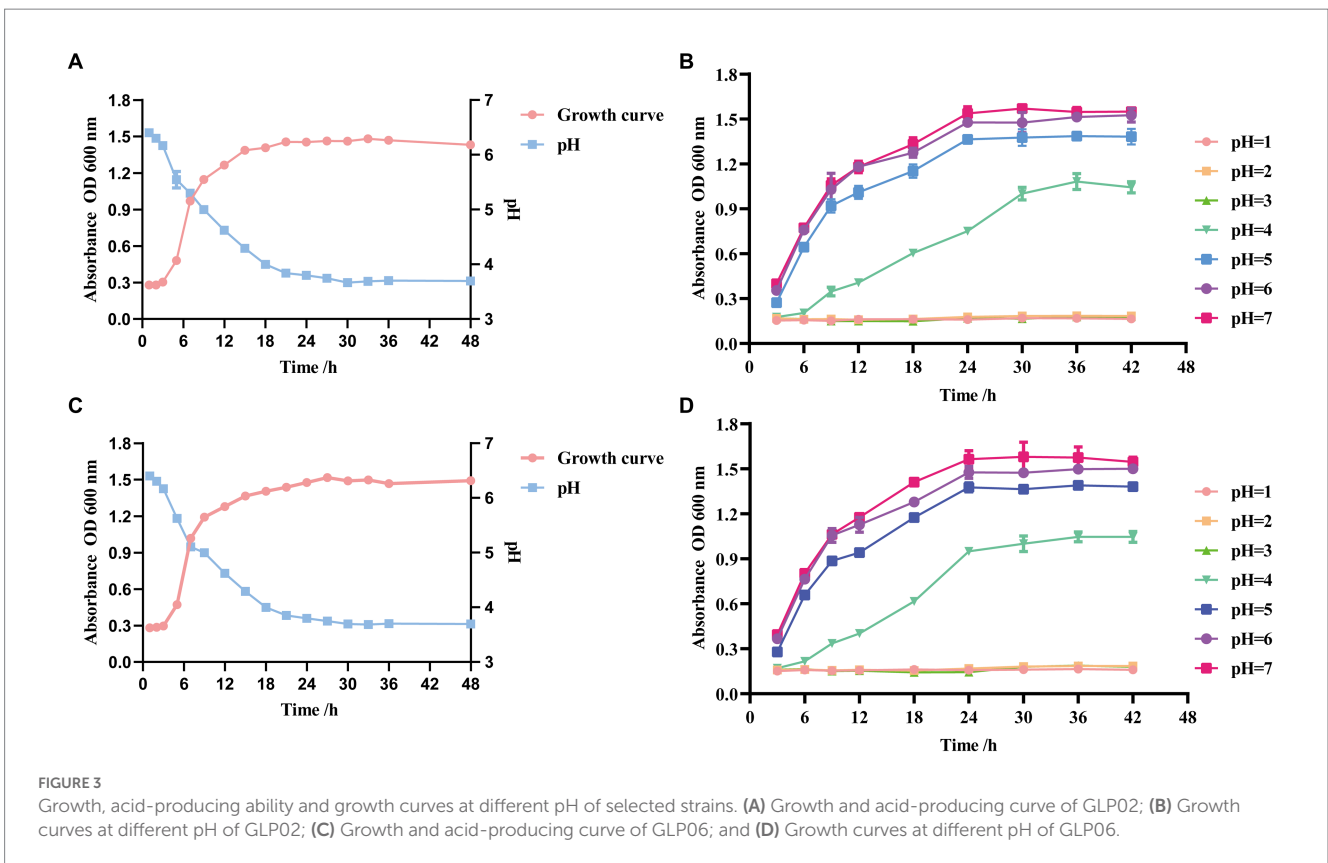 A
Absorbance OD 600 nm
1.8
1.5
1.2
0.9
0.6
0.3
0.0
7
6
5
4
3
pH
0 6 12 18 24 30 36 42 48
Time /h
Growth curve
pH
B
Absorbance OD 600 nm
1.8
1.5
1.2
0.9
0.6
0.3
0.0
0 6 12 18 24 30 36 42 48
Time /h
pH=1
pH=2
pH=3
pH=4
pH=5
pH=6
pH=7
C
Absorbance OD 600 nm
1.8
1.5
1.2
0.9
0.6
0.3
0.0
7
6
5
4
3
pH
0 6 12 18 24 30 36 42 48
Time /h
Growth curve
pH
D
Absorbance OD 600 nm
1.8
1.5
1.2
0.9
0.6
0.3
0.0
0 6 12 18 24 30 36 42 48
Time /h
pH=1
pH=2
pH=3
pH=4
pH=5
pH=6
pH=7
FIGURE 3
Growth, acid-producing ability and growth curves at different pH of selected strains. (A) Growth and acid-producing curve of GLP02; (B) Growth
curves at different pH of GLP02; (C) Growth and acid-producing curve of GLP06; and (D) Growth curves at different pH of GLP06.